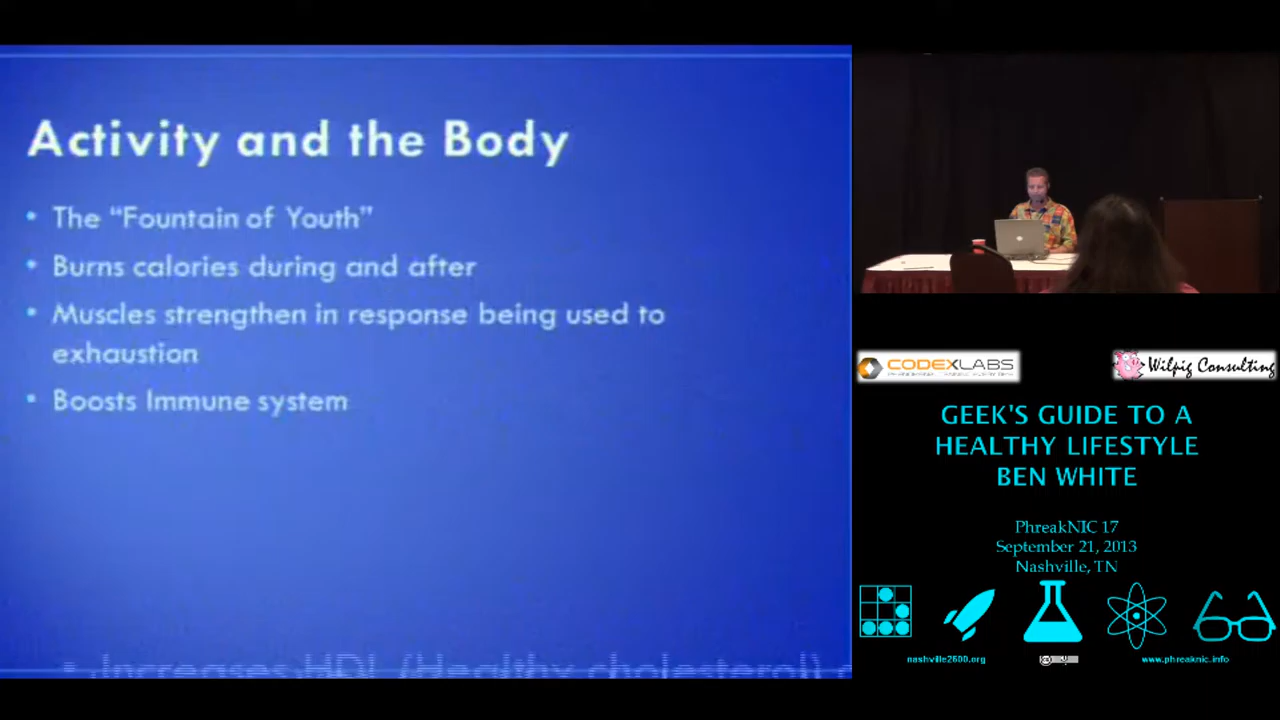 Activity and the Body
• The “Fountain of Youth”
• Burns calories during and after
• Muscles strengthen in response being used to
exhaustion
• Boosts Immune system
• Increases HDL (Healthy cholesterol)
CODEXLABS
Wilpig Consulting
GEEK'S GUIDE TO A
HEALTHY LIFESTYLE
BEN WHITE
PhreakNIC 17
September 21, 2013
Nashville, TN
nashville2600.org
www.phreaknic.info